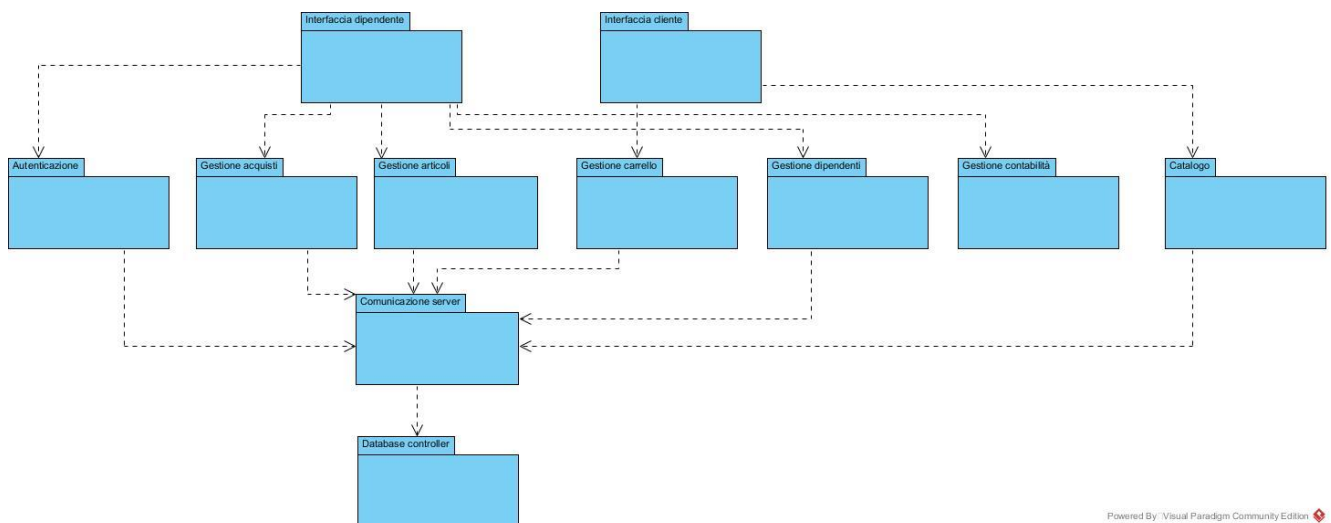 Interfaccia dipendente
Interfaccia cliente
Autenticazione
Gestione acquisti
Gestione articoli
Gestione carrello
Gestione dipendenti
Gestione contabilità
Catalogo
Comunicazione server
Database controller
Powered By Visual Paradigm Community Edition